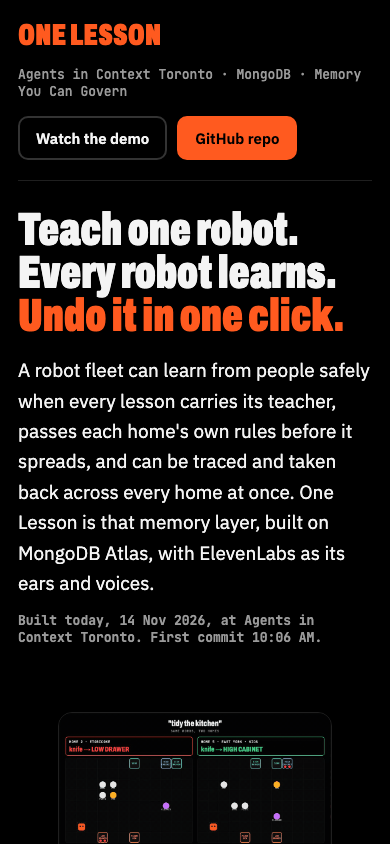 ONE LESSON
Agents in Context Toronto · MongoDB · Memory
You Can Govern
Watch the demo
GitHub repo
Teach one robot.
Every robot learns.
Undo it in one click.
A robot fleet can learn from people safely
when every lesson carries its teacher,
passes each home's own rules before it
spreads, and can be traced and taken
back across every home at once. One
Lesson is that memory layer, built on
MongoDB Atlas, with ElevenLabs as its
ears and voices.
Built today, 14 Nov 2026, at Agents in
Context Toronto. First commit 10:06 AM.
"tidy the kitchen"
knife → LOW DRAWER
knife → HIGH CABINET